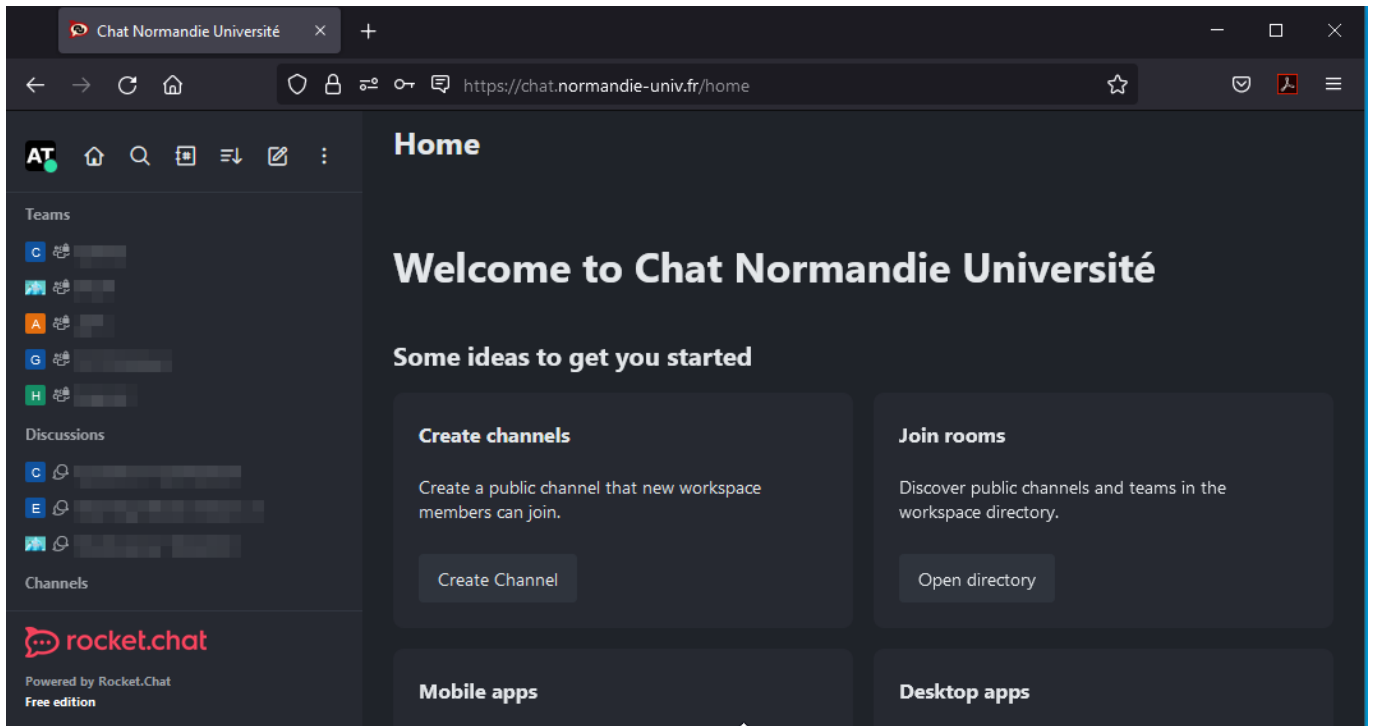 Chat Normandie Université
https://chat.normandie-univ.fr/home
AT
Home
Teams
C
A
G
H
Discussions
C
E
Channels
rocket.chat
Powered by Rocket.Chat
Free edition
Welcome to Chat Normandie Université
Some ideas to get you started
Create channels
Create a public channel that new workspace
members can join.
Create Channel
Join rooms
Discover public channels and teams in the
workspace directory.
Open directory
Mobile apps
Desktop apps